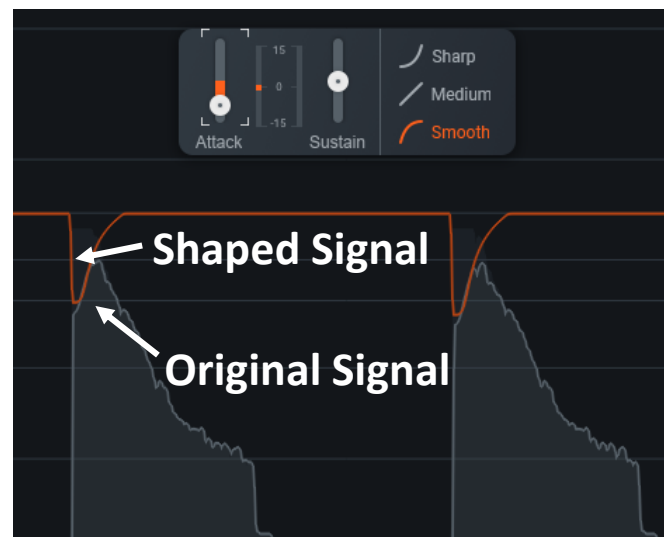 15
Sharp
0
Medium
-15
Smooth
Attack
Sustain
Shaped Signal
Original Signal